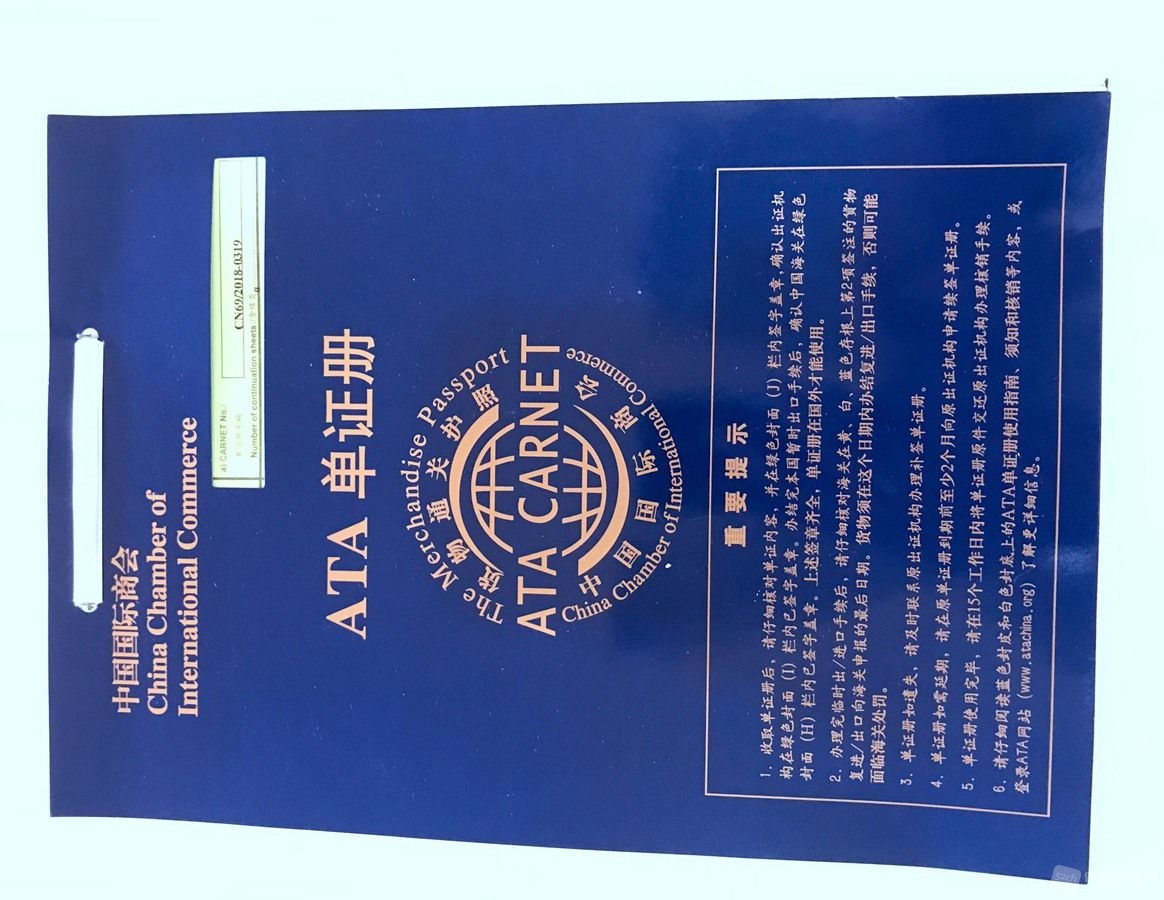 中国国际商会
China Chamber of
International Commerce
a) CARNET No./
CN69/2018-0319
Number of continuation sheets
ATA 单证册
The Merchandise Passport
货物通关护照
ATA CARNET
中国国际商会
China Chamber of International Commerce
重要提示
1. 收取单证册后，请仔细核对单证内容，并在绿色封面 (J) 栏内签字盖章，确认出证机
构在绿色封面 (I) 栏内已签字盖章。办结完本国暂时出口手续后，确认中国海关在绿色
封面 (H) 栏内已签字盖章。上述签章齐全，单证册在国外才能使用。
2. 办理完临时出/进口手续后，请仔细核对海关在黄、白、蓝色存根上第2项签注的货物
复进/出口向海关申报的最后日期。货物须在这个日期内办结复进/出口手续，否则可能
面临海关处罚。
3. 单证册如遗失，请及时联系原出证机构办理补签单证册。
4. 单证册如需延期，请在原单证册到期前至少2个月向原出证机构申请续签单证册。
5. 单证册使用完毕，请在15个工作日内将单证册原件交还原出证机构办理核销手续。
6. 请仔细阅读蓝色封皮和白色封底上的ATA单证册使用指南、须知和核销等内容，或
登录ATA网站 (www.atachina.org) 了解更详细信息。